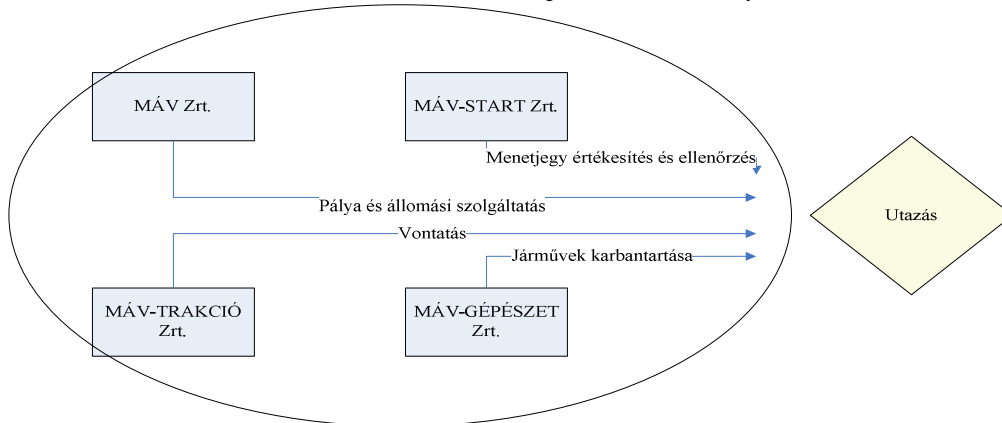 MÁV Zrt.
MÁV-START Zrt.
Menetjegy értékesítés és ellenőrzés
Pálya és állomási szolgáltatás
Utazás
Vontatás
Járművek karbantartása
MÁV-TRAKCIÓ
Zrt.
MÁV-GÉPÉSZET
Zrt.